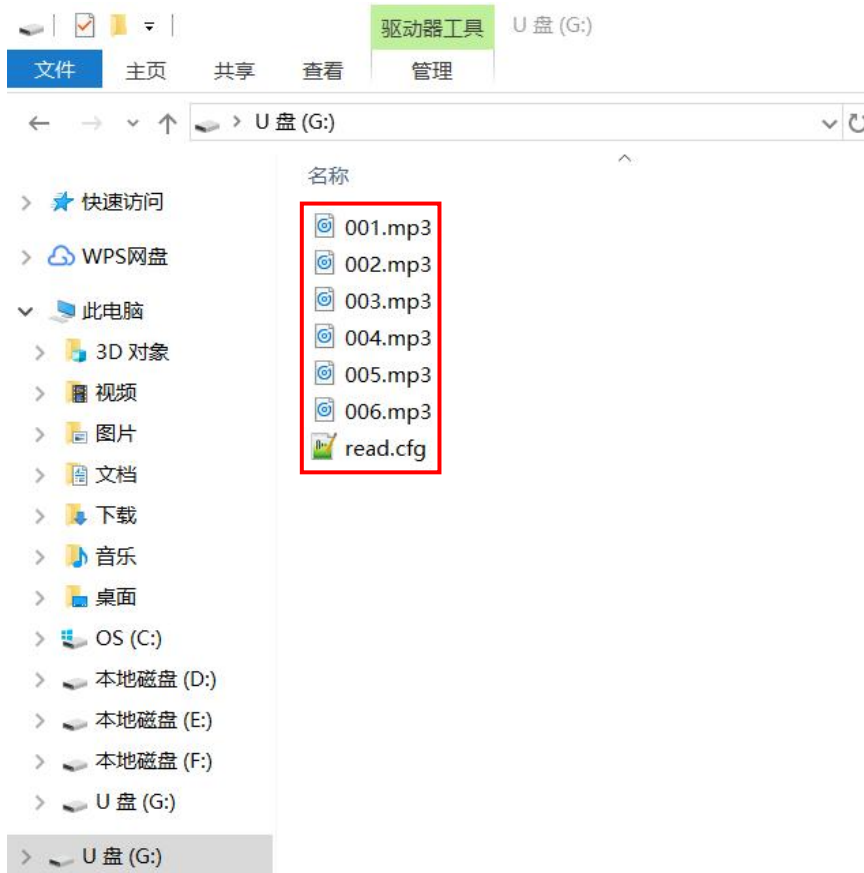 驱动器工具 U 盘 (G:)
文件 主页 共享 查看 管理
U 盘 (G:)
名称
快速访问
WPS网盘
此电脑
3D 对象
视频
图片
文档
下载
音乐
桌面
OS (C:)
本地磁盘 (D:)
本地磁盘 (E:)
本地磁盘 (F:)
U 盘 (G:)
U 盘 (G:)
001.mp3
002.mp3
003.mp3
004.mp3
005.mp3
006.mp3
read.cfg